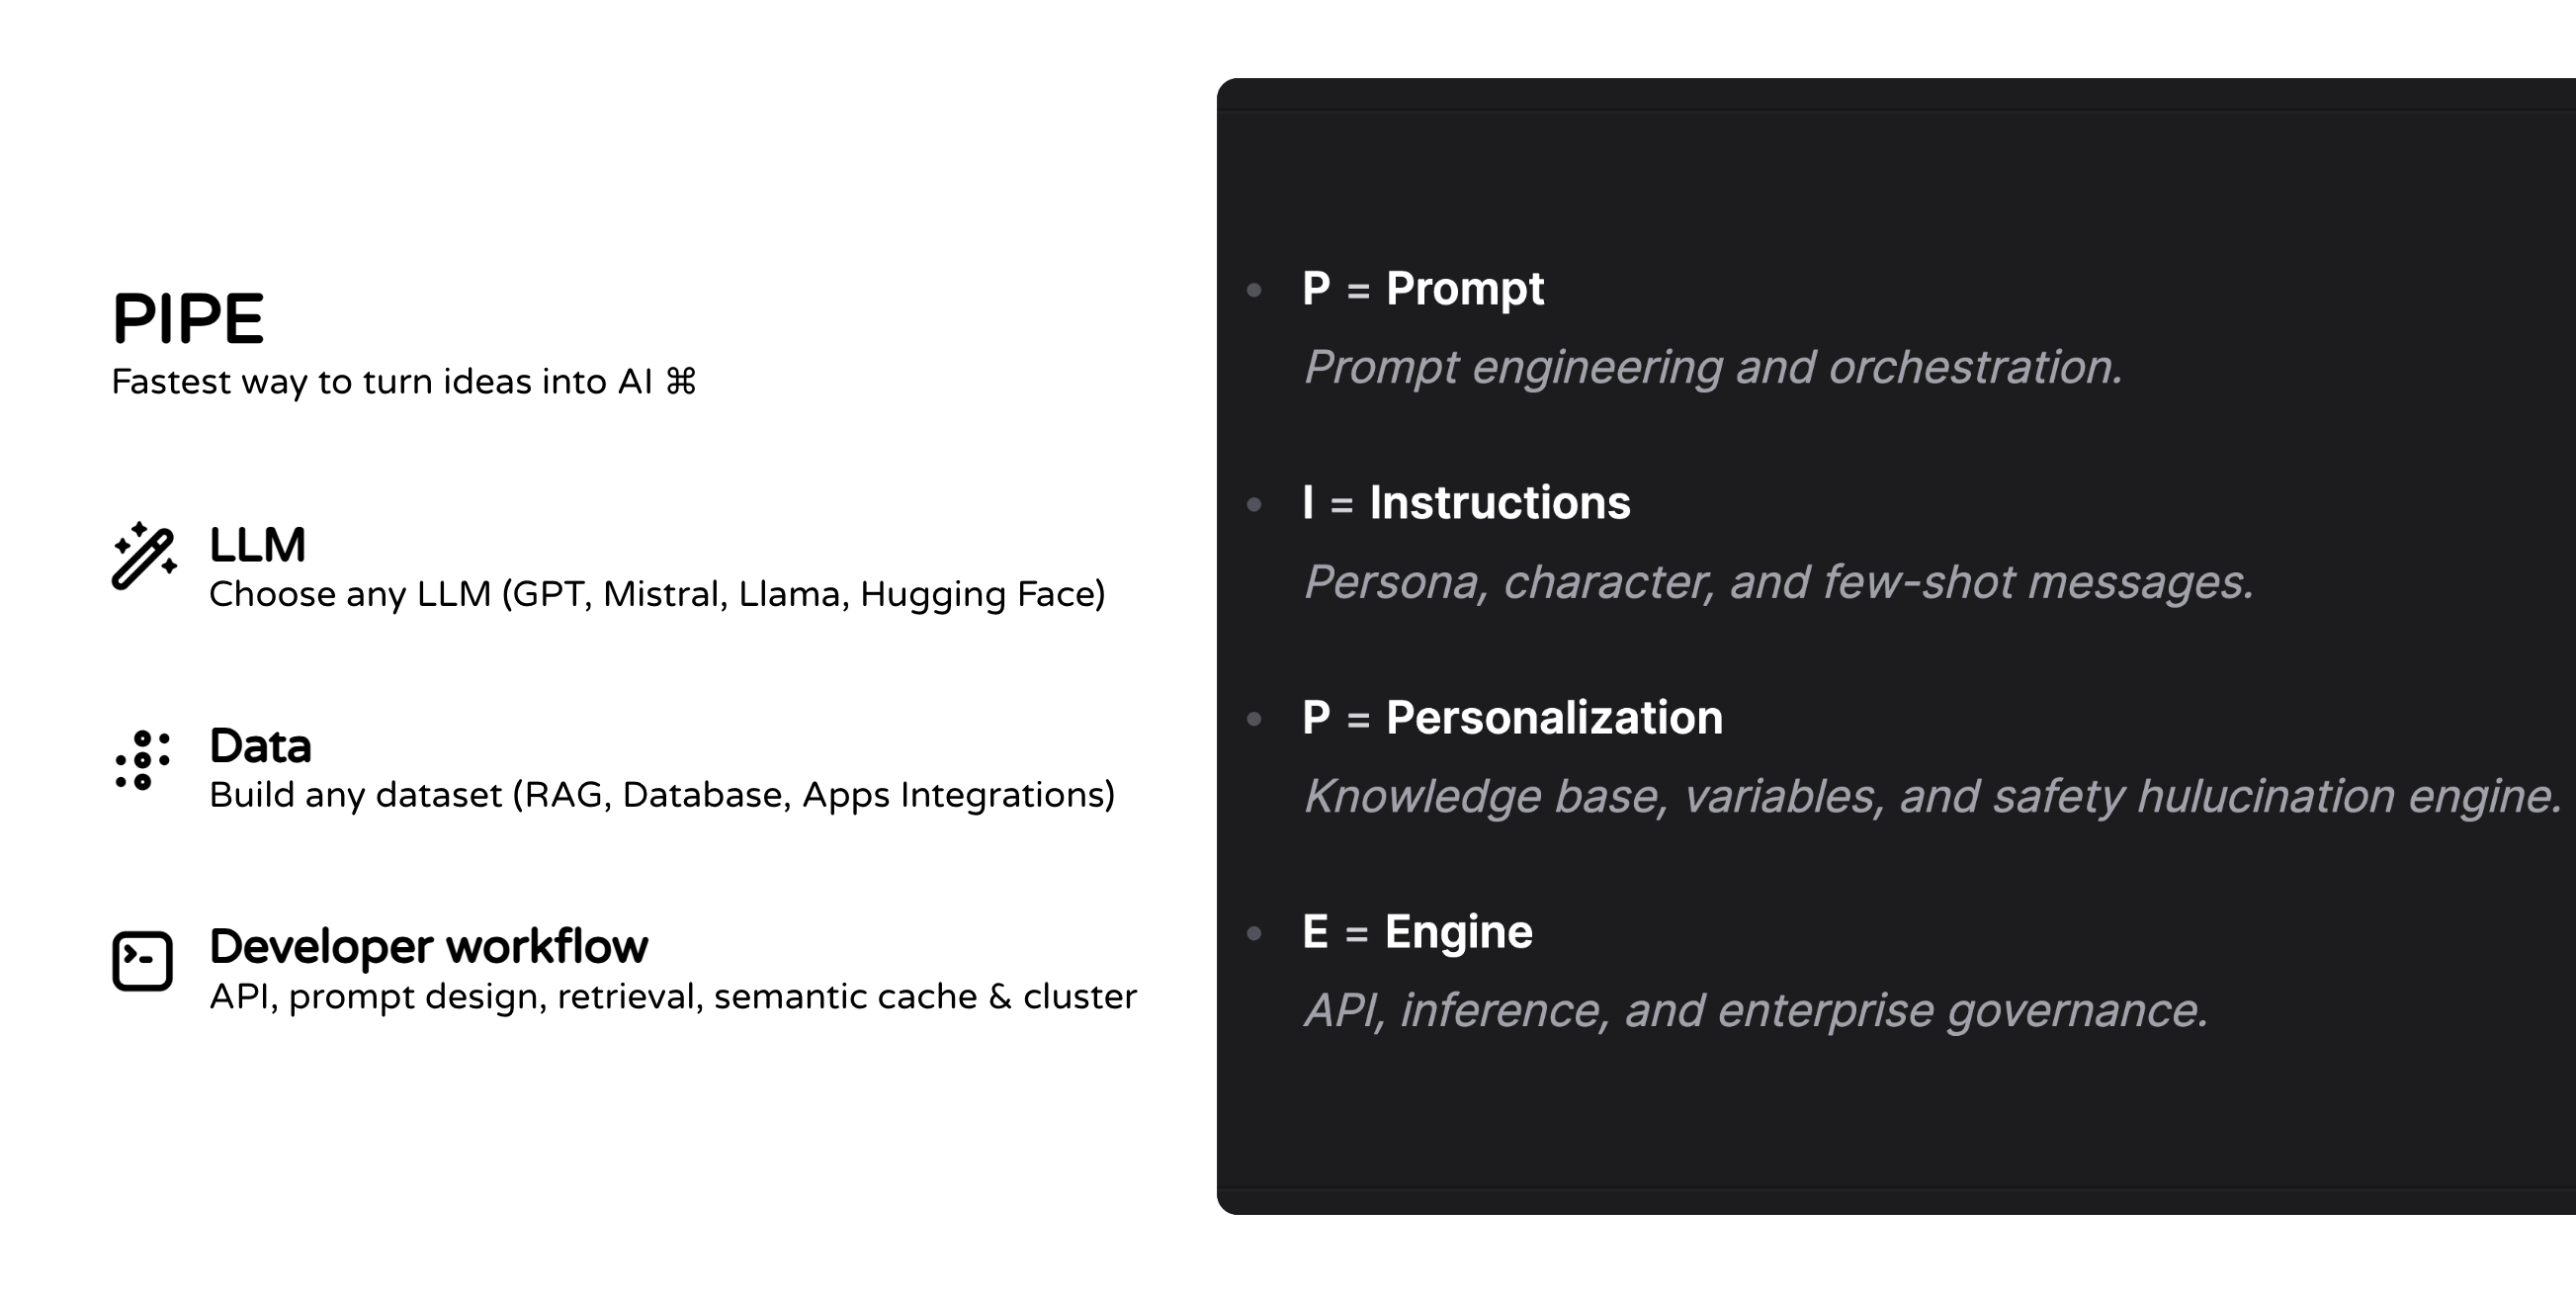 PIPE
Fastest way to turn ideas into AI ⌘
LLM
Choose any LLM (GPT, Mistral, Llama, Hugging Face)
Data
Build any dataset (RAG, Database, Apps Integrations)
Developer workflow
API, prompt design, retrieval, semantic cache & cluster
• P = Prompt
Prompt engineering and orchestration.
• I = Instructions
Persona, character, and few-shot messages.
• P = Personalization
Knowledge base, variables, and safety hulucination engine.
• E = Engine
API, inference, and enterprise governance.